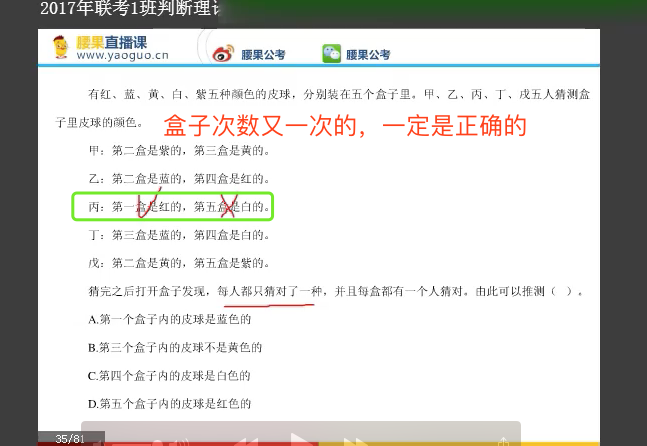 2017年联考1班判断理
腰果直播课
www.yaoguo.cn
腰果公考
腰果公考
有红、蓝、黄、白、紫五种颜色的皮球，分别装在五个盒子里。甲、乙、丙、丁、戌五人猜测盒
子里皮球的颜色。
盒子次数又一次的，一定是正确的
甲：第二盒是紫的，第三盒是黄的。
乙：第二盒是蓝的，第四盒是红的。
丙：第一盒是红的，第五盒是白的。
丁：第三盒是蓝的，第四盒是白的。
戊：第二盒是黄的，第五盒是紫的。
猜完之后打开盒子发现，每人都只猜对了一种，并且每盒都有一个人猜对。由此可以推测（ ）。
A.第一个盒子内的皮球是蓝色的
B.第三个盒子内的皮球不是黄色的
C.第四个盒子内的皮球是白色的
D.第五个盒子内的皮球是红色的
35/81